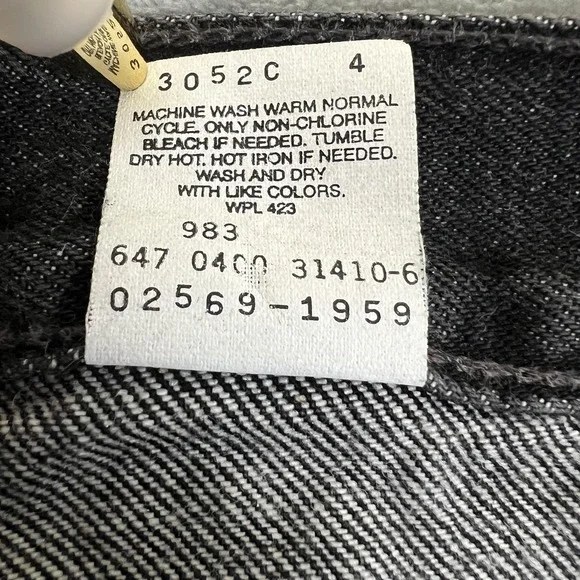 3052C 4
MACHINE WASH WARM NORMAL
CYCLE. ONLY NON-CHLORINE
BLEACH IF NEEDED. TUMBLE
DRY HOT. HOT IRON IF NEEDED.
WASH AND DRY
WITH LIKE COLORS.
WPL 423
983
647 0400 31410-6
02569-1959